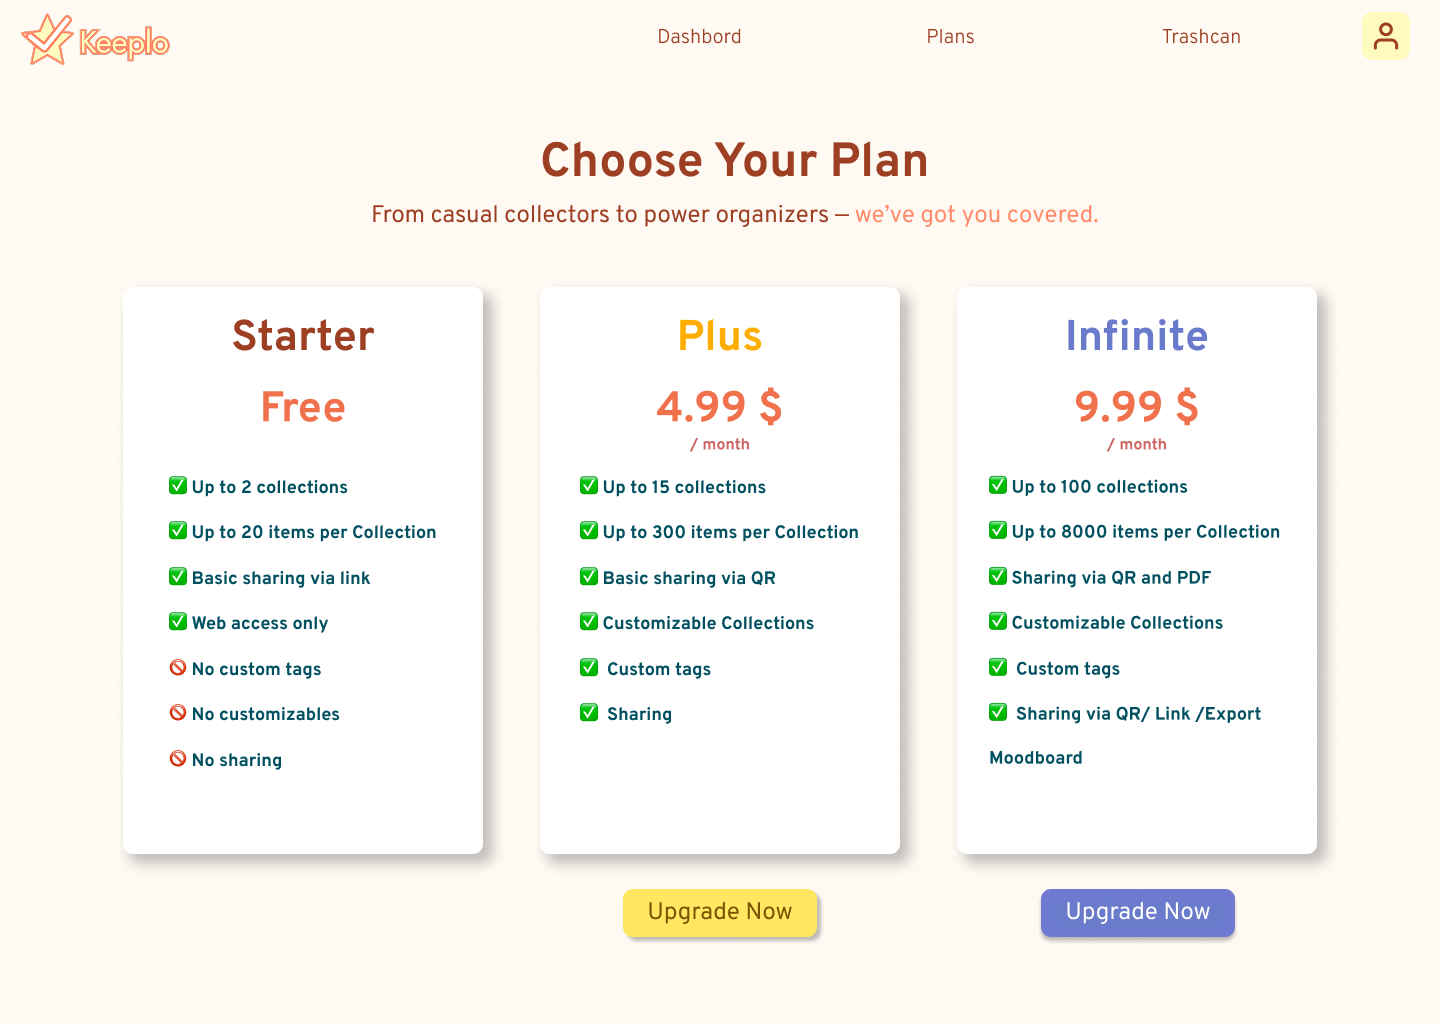 Keeplo
Dashbord
Plans
Trashcan
Choose Your Plan
From casual collectors to power organizers — we’ve got you covered.
Starter
Free
✅ Up to 2 collections
✅ Up to 20 items per Collection
✅ Basic sharing via link
✅ Web access only
🚫 No custom tags
🚫 No customizables
🚫 No sharing
Plus
4.99 $
/ month
✅ Up to 15 collections
✅ Up to 300 items per Collection
✅ Basic sharing via QR
✅ Customizable Collections
✅ Custom tags
✅ Sharing
Upgrade Now
Infinite
9.99 $
/ month
✅ Up to 100 collections
✅ Up to 8000 items per Collection
✅ Sharing via QR and PDF
✅ Customizable Collections
✅ Custom tags
✅ Sharing via QR/ Link /Export
Moodboard
Upgrade Now